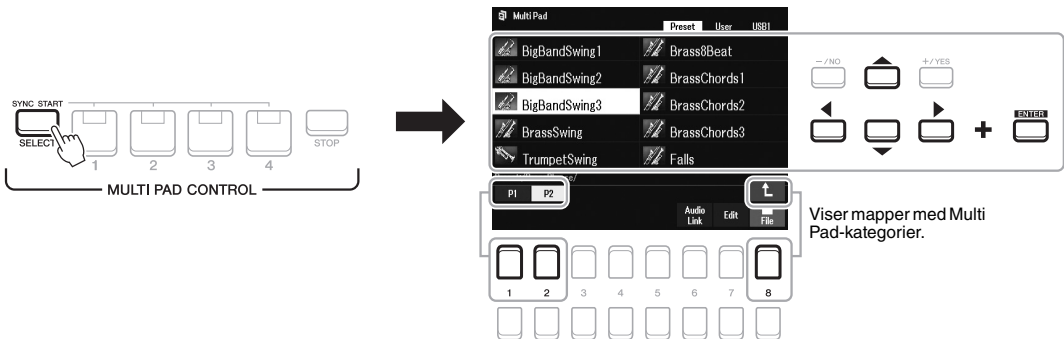 SYNC START
SELECT
1 2 3 4
STOP
MULTI PAD CONTROL
Multi Pad
Preset User USB1
BigBandSwing1 Brass8Beat
BigBandSwing2 BrassChords1
BigBandSwing3 BrassChords2
BrassSwing BrassChords3
TrumpetSwing Falls
P1 P2
Audio Link Edit File
1 2 3 4 5 6 7 8
–/NO +/YES
+ ENTER
Viser mapper med Multi
Pad-kategorier.